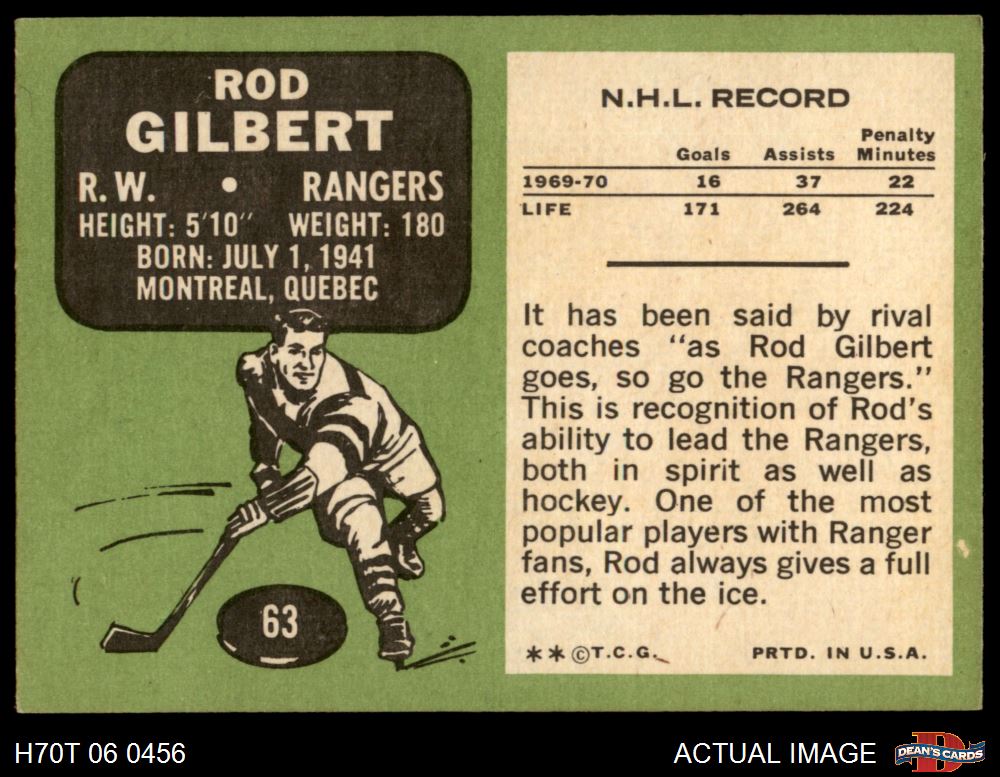 ROD
GILBERT
R.W. • RANGERS
HEIGHT: 5'10" WEIGHT: 180
BORN: JULY 1, 1941
MONTREAL, QUEBEC
63
N.H.L. RECORD
Goals Assists Penalty Minutes
1969-70 16 37 22
LIFE 171 264 224
It has been said by rival
coaches "as Rod Gilbert
goes, so go the Rangers."
This is recognition of Rod's
ability to lead the Rangers,
both in spirit as well as
hockey. One of the most
popular players with Ranger
fans, Rod always gives a full
effort on the ice.
**©T.C.G. PRTD. IN U.S.A.
H70T 06 0456
ACTUAL IMAGE
D
DEAN'S CARDS